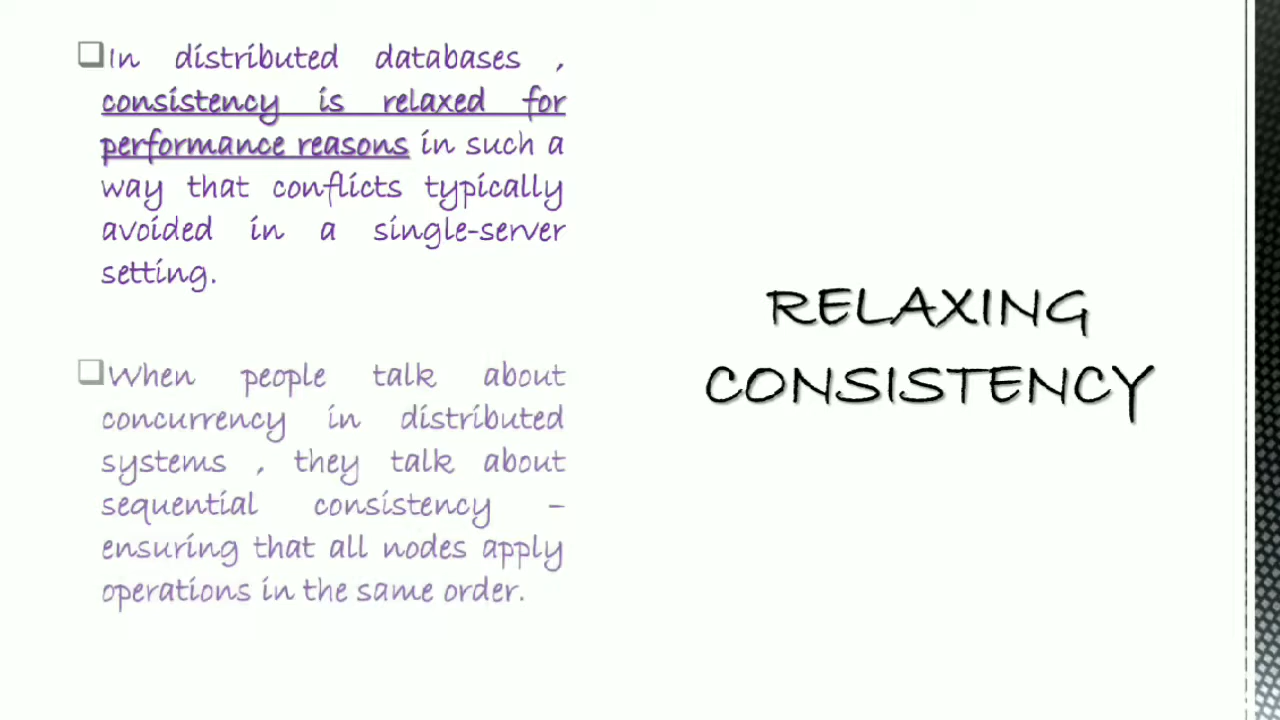 In distributed databases ,
consistency is relaxed for
performance reasons in such a
way that conflicts typically
avoided in a single-server
setting.
When people talk about
concurrency in distributed
systems , they talk about
sequential consistency –
ensuring that all nodes apply
operations in the same order.
RELAXING
CONSISTENCY